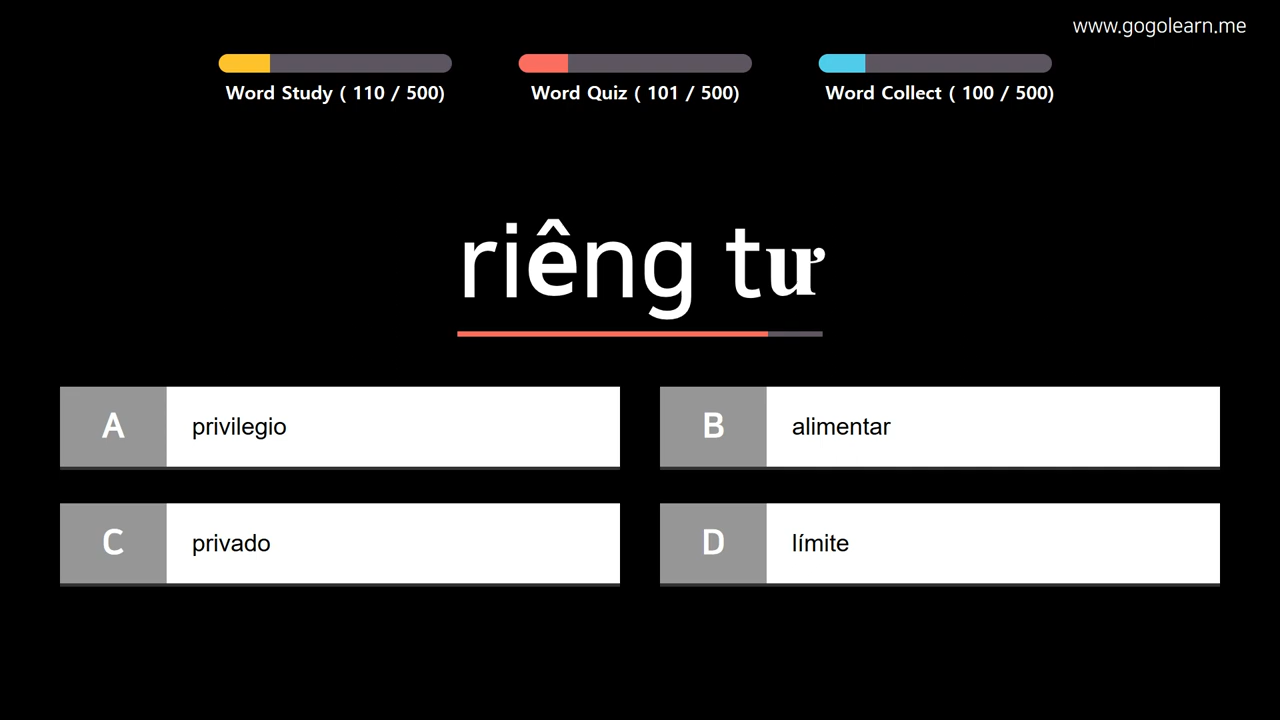 www.gogolearn.me
Word Study ( 110 / 500)
Word Quiz ( 101 / 500)
Word Collect ( 100 / 500)
riêng tư
A privilegio
B alimentar
C privado
D límite